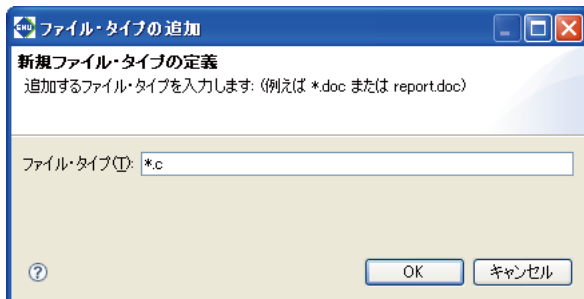 ファイル・タイプの追加
新規ファイル・タイプの定義
追加するファイル・タイプを入力します: (例えば *.doc または report.doc)
ファイル・タイプ(T): *.c
OK キャンセル